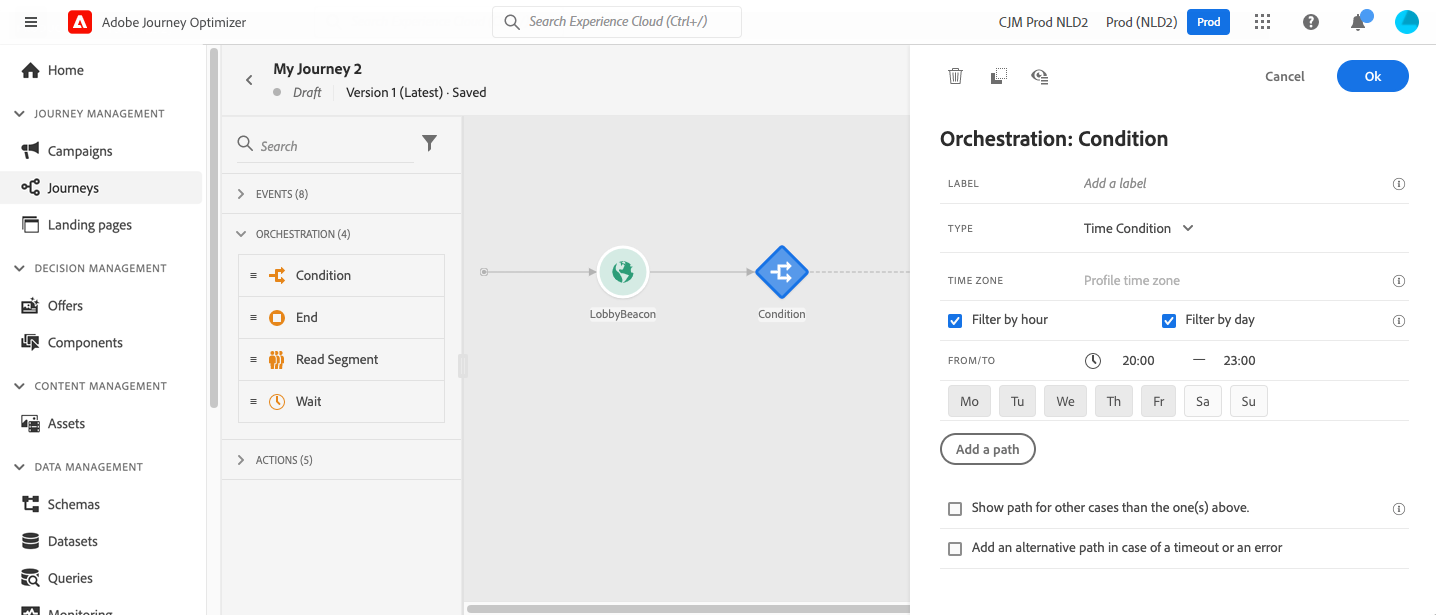 Adobe Journey Optimizer
Search Experience Cloud (Ctrl+/)
CJM Prod NLD2
Prod (NLD2)
Prod
Home
JOURNEY MANAGEMENT
Campaigns
Journeys
Landing pages
DECISION MANAGEMENT
Offers
Components
CONTENT MANAGEMENT
Assets
DATA MANAGEMENT
Schemas
Datasets
Queries
Monitoring
My Journey 2
Draft
Version 1 (Latest) · Saved
Search
EVENTS (8)
ORCHESTRATION (4)
Condition
End
Read Segment
Wait
ACTIONS (5)
LobbyBeacon
Condition
Cancel
Ok
Orchestration: Condition
LABEL
Add a label
TYPE
Time Condition
TIME ZONE
Profile time zone
Filter by hour
Filter by day
FROM/TO
20:00 — 23:00
Mo Tu We Th Fr Sa Su
Add a path
Show path for other cases than the one(s) above.
Add an alternative path in case of a timeout or an error